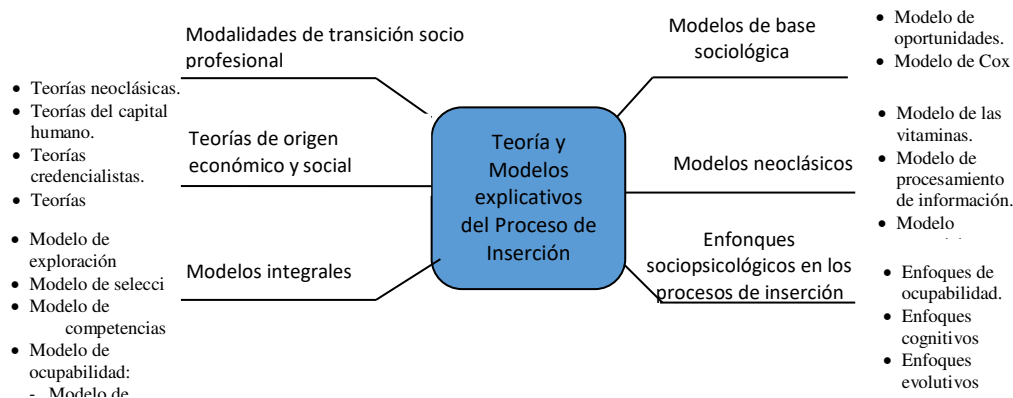 Modalidades de transición socio
profesional
• Teorías neoclásicas.
• Teorías del capital
humano.
• Teorías
credencialistas.
• Teorías
Teorías de origen
económico y social
• Modelo de
exploración
• Modelo de selecci
• Modelo de
competencias
• Modelo de
ocupabilidad:
- Modelo de
Modelos integrales
Teoría y
Modelos
explicativos
del Proceso de
Inserción
Modelos de base
sociológica
• Modelo de
oportunidades.
• Modelo de Cox
Modelos neoclásicos
• Modelo de las
vitaminas.
• Modelo de
procesamiento
de información.
• Modelo
Enfonques
sociopsicológicos en los
procesos de inserción
• Enfoques de
ocupabilidad.
• Enfoques
cognitivos
• Enfoques
evolutivos